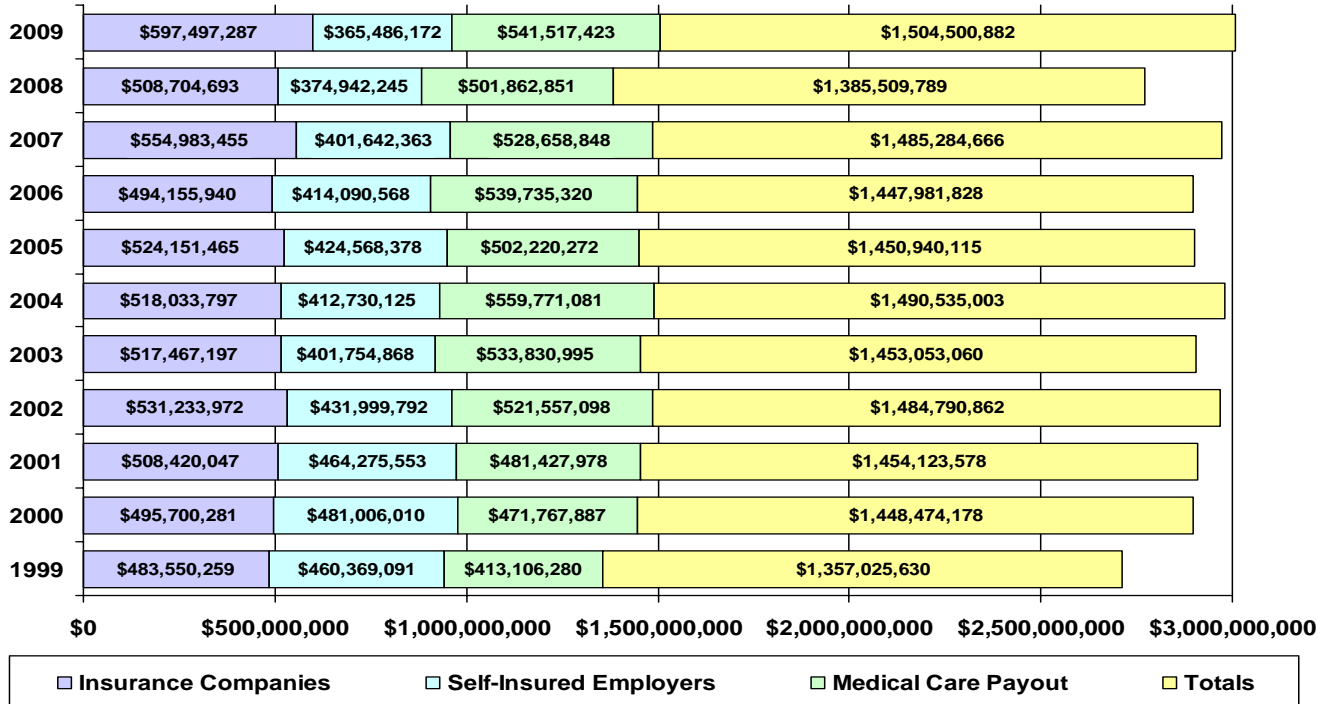 2009 $597,497,287 $365,486,172 $541,517,423 $1,504,500,882
2008 $508,704,693 $374,942,245 $501,862,851 $1,385,509,789
2007 $554,983,455 $401,642,363 $528,658,848 $1,485,284,666
2006 $494,155,940 $414,090,568 $539,735,320 $1,447,981,828
2005 $524,151,465 $424,568,378 $502,220,272 $1,450,940,115
2004 $518,033,797 $412,730,125 $559,771,081 $1,490,535,003
2003 $517,467,197 $401,754,868 $533,830,995 $1,453,053,060
2002 $531,233,972 $431,999,792 $521,557,098 $1,484,790,862
2001 $508,420,047 $464,275,553 $481,427,978 $1,454,123,578
2000 $495,700,281 $481,006,010 $471,767,887 $1,448,474,178
1999 $483,550,259 $460,369,091 $413,106,280 $1,357,025,630
$0 $500,000,000 $1,000,000,000 $1,500,000,000 $2,000,000,000 $2,500,000,000 $3,000,000,000
Insurance Companies Self-Insured Employers Medical Care Payout Totals